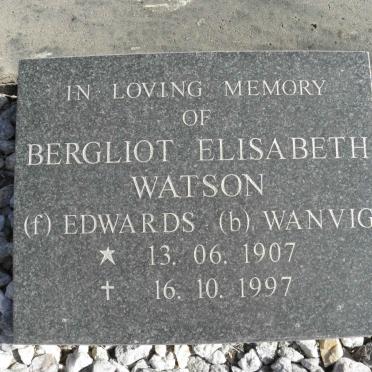 IN LOVING MEMORY
OF
BERGLIOT ELISABETH
WATSON
(f) EDWARDS (b) WANVIG
★ 13. 06. 1907
† 16. 10. 1997